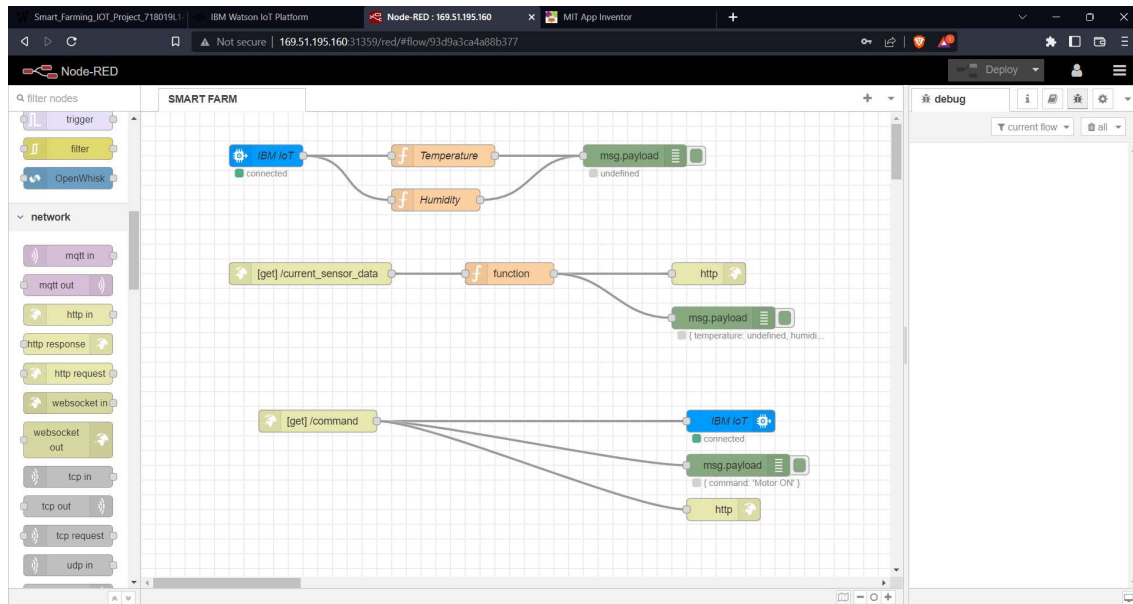 Smart_Farming_IOT_Project_718019L1
IBM Watson IoT Platform
Node-RED : 169.51.195.160
MIT App Inventor
Not secure | 169.51.195.160:31359/red/#flow/93d9a3ca4a88b377
Node-RED
Deploy
filter nodes
SMART FARM
debug
current flow
all
trigger
filter
OpenWhisk
network
mqtt in
mqtt out
http in
http response
http request
websocket in
websocket
out
tcp in
tcp out
tcp request
udp in
IBM IoT
connected
Temperature
msg.payload
undefined
Humidity
[get] /current_sensor_data
function
http
msg.payload
{ temperature: undefined, humidi...
[get] /command
IBM IoT
connected
msg.payload
{ command: 'Motor ON' }
http